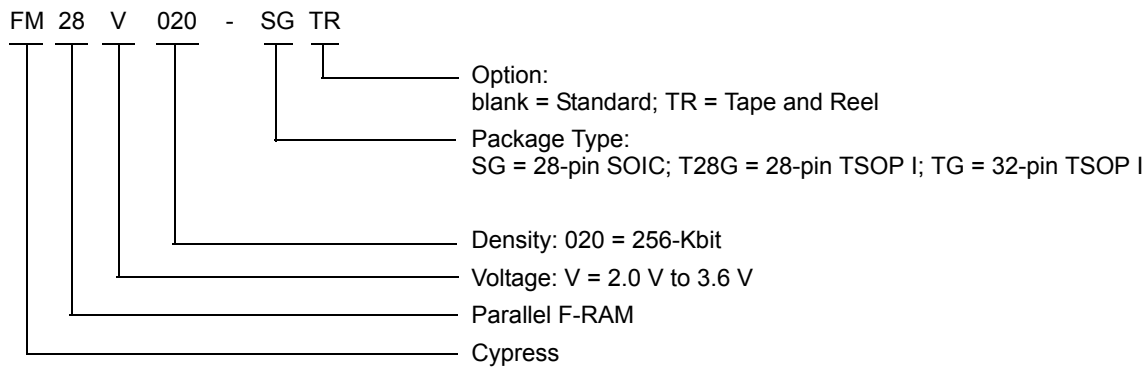 FM 28 V 020 - SG TR
Option:
blank = Standard; TR = Tape and Reel
Package Type:
SG = 28-pin SOIC; T28G = 28-pin TSOP I; TG = 32-pin TSOP I
Density: 020 = 256-Kbit
Voltage: V = 2.0 V to 3.6 V
Parallel F-RAM
Cypress